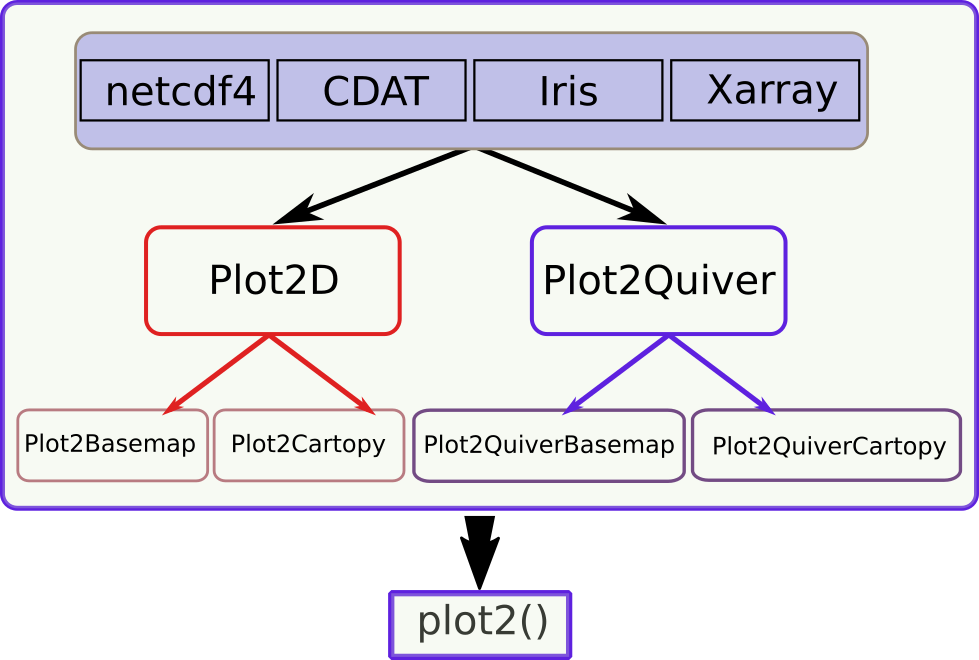 netcdf4 CDAT Iris Xarray
Plot2D Plot2Quiver
Plot2Basemap Plot2Cartopy Plot2QuiverBasemap Plot2QuiverCartopy
plot2()